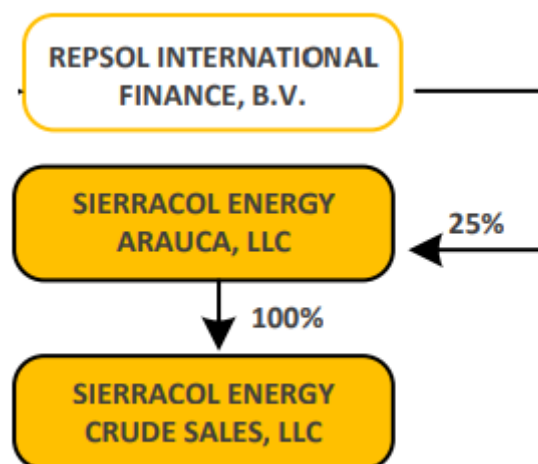 REPSOL INTERNATIONAL
FINANCE, B.V.
SIERRACOL ENERGY
ARAUCA, LLC
25%
100%
SIERRACOL ENERGY
CRUDE SALES, LLC